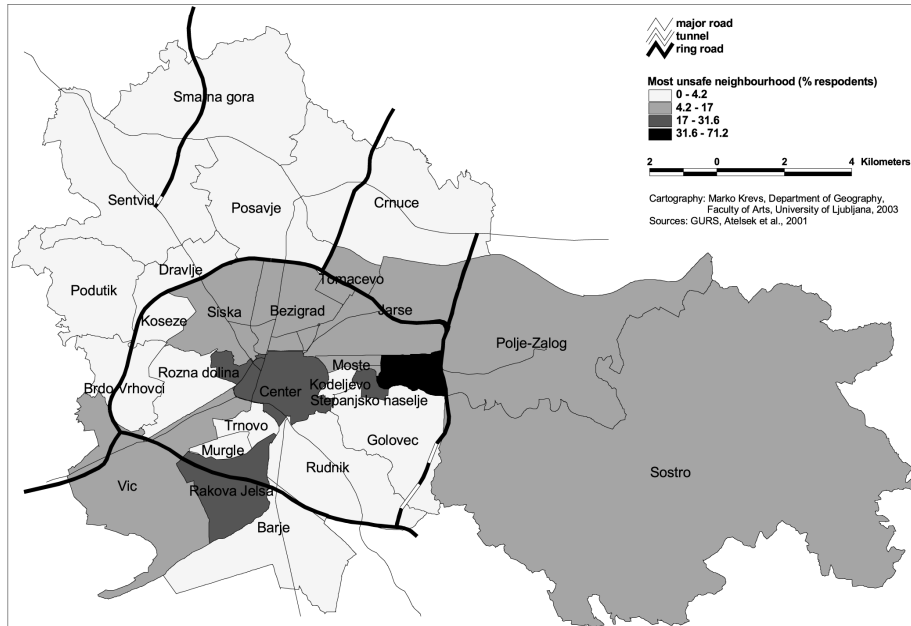 major road
tunnel
ring road
Most unsafe neighbourhood (% respodents)
0 - 4.2
4.2 - 17
17 - 31.6
31.6 - 71.2
2 0 2 4 Kilometers
Cartography: Marko Krevs, Department of Geography,
Faculty of Arts, University of Ljubljana, 2003
Sources: GURS, Atelsek et al., 2001
Smarna gora
Sentvid
Posavje
Crnuce
Dravlje
Tomacevo
Podutik
Koseze
Siska
Bezigrad
Jarse
Polje-Zalog
Rozna dolina
Moste
Brdo Vrhovci
Center
Kodeljevo
Stepanjsko naselje
Trnovo
Golovec
Murgle
Rudnik
Sostro
Vic
Rakova Jelsa
Barje